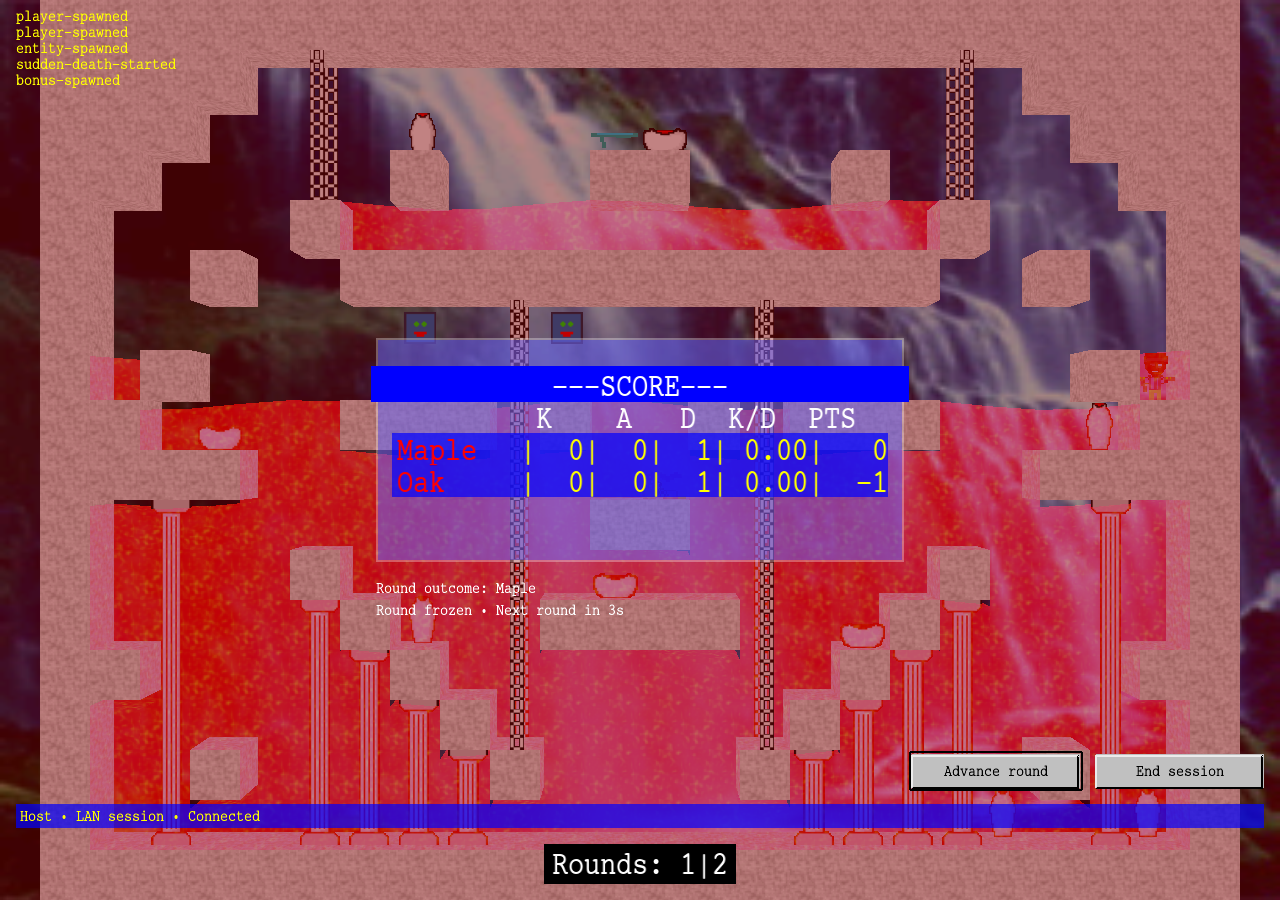 player-spawned
player-spawned
entity-spawned
sudden-death-started
bonus-spawned
---SCORE---
K A D K/D PTS
Maple | 0| 0| 1| 0.00| 0
Oak | 0| 0| 1| 0.00| -1
Round outcome: Maple
Round frozen • Next round in 3s
Advance round
End session
Host • LAN session • Connected
Rounds: 1|2